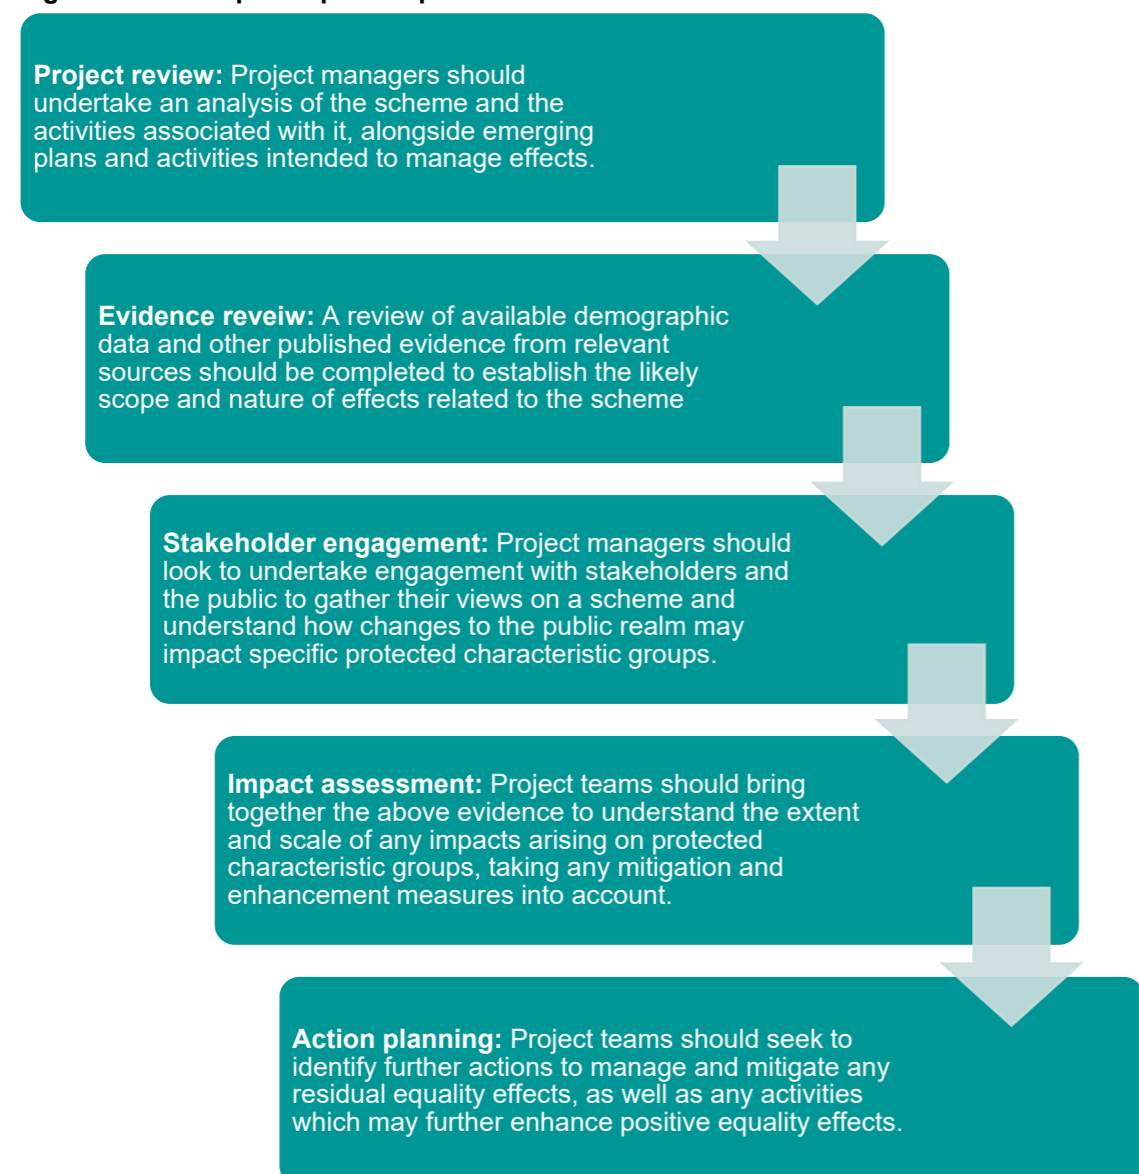 Project review: Project managers should
undertake an analysis of the scheme and the
activities associated with it, alongside emerging
plans and activities intended to manage effects.
Evidence reveiw: A review of available demographic
data and other published evidence from relevant
sources should be completed to establish the likely
scope and nature of effects related to the scheme
Stakeholder engagement: Project managers should
look to undertake engagement with stakeholders and
the public to gather their views on a scheme and
understand how changes to the public realm may
impact specific protected characteristic groups.
Impact assessment: Project teams should bring
together the above evidence to understand the extent
and scale of any impacts arising on protected
characteristic groups, taking any mitigation and
enhancement measures into account.
Action planning: Project teams should seek to
identify further actions to manage and mitigate any
residual equality effects, as well as any activities
which may further enhance positive equality effects.